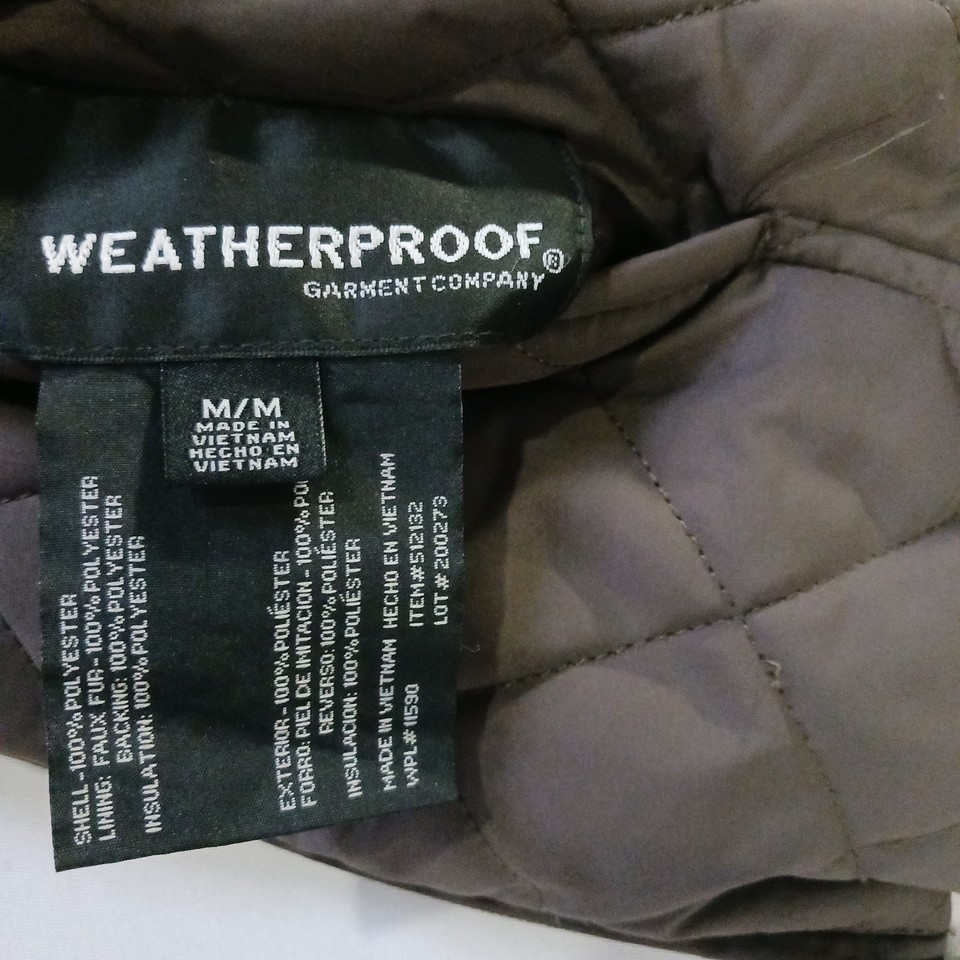 WEATHERPROOF®
GARMENT COMPANY
M/M
MADE IN
VIETNAM
HECHO EN
VIETNAM
SHELL-100% POLYESTER
LINING: FAUX FUR-100% POLYESTER
BACKING: 100% POLYESTER
INSULATION: 100% POLYESTER
EXTERIOR-100% POLIÉSTER
FORRO: PIEL DE IMITACION-100% POL
REVERSO: 100% POLIÉSTER
INSULACION: 100% POLIÉSTER
MADE IN VIETNAM HECHO EN VIETNAM
WPL# 11590 ITEM# 512132
LOT# 200273